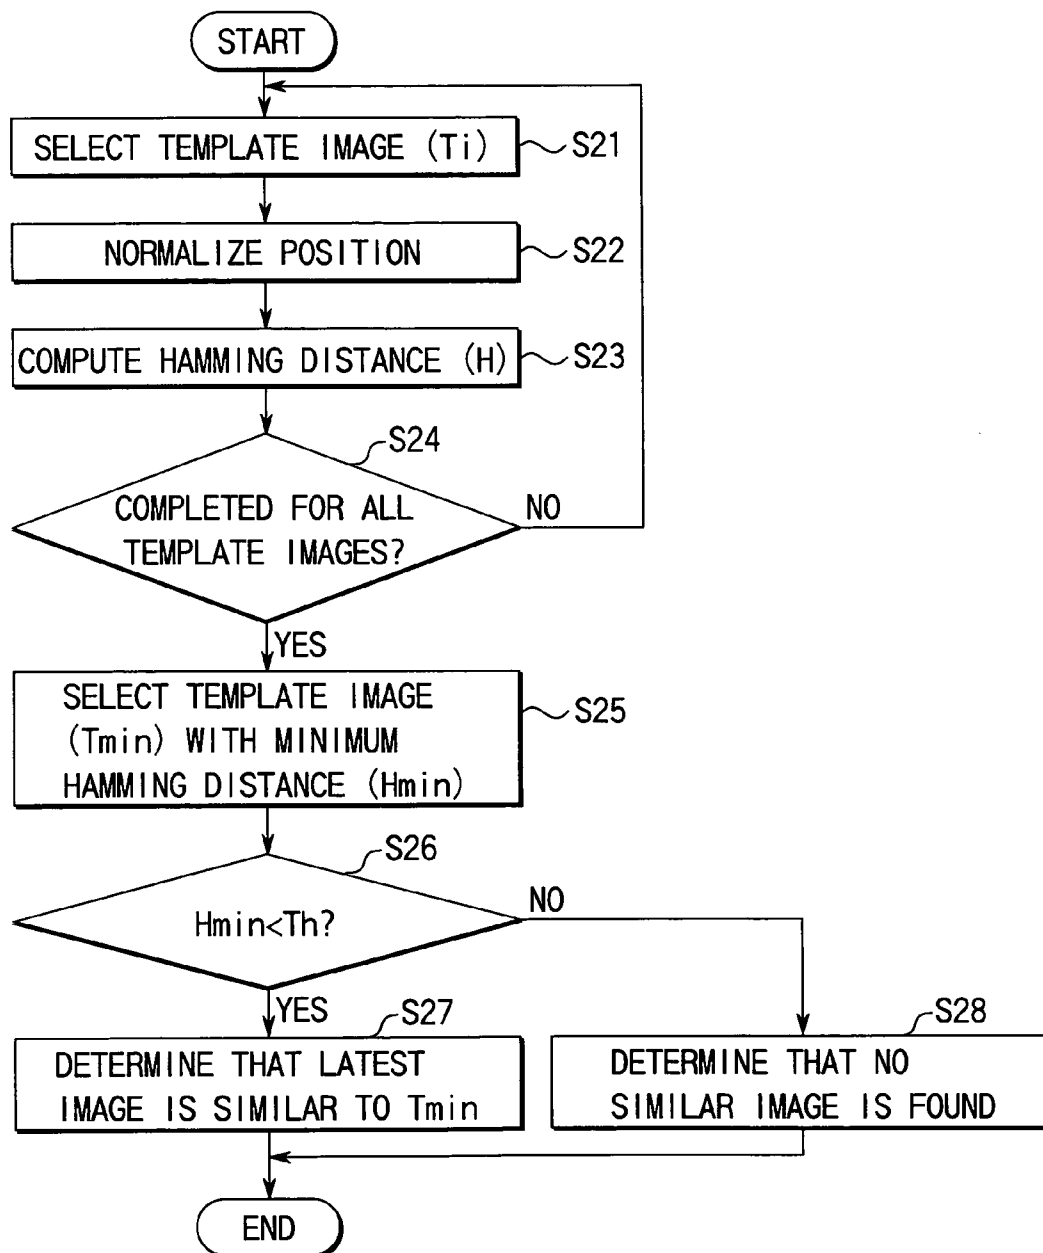 START
SELECT TEMPLATE IMAGE (Ti)
S21
NORMALIZE POSITION
S22
COMPUTE HAMMING DISTANCE (H)
S23
S24
COMPLETED FOR ALL
TEMPLATE IMAGES?
NO
YES
SELECT TEMPLATE IMAGE
(Tmin) WITH MINIMUM
HAMMING DISTANCE (Hmin)
S25
S26
Hmin<Th?
NO
YES
S27
DETERMINE THAT LATEST
IMAGE IS SIMILAR TO Tmin
S28
DETERMINE THAT NO
SIMILAR IMAGE IS FOUND
END